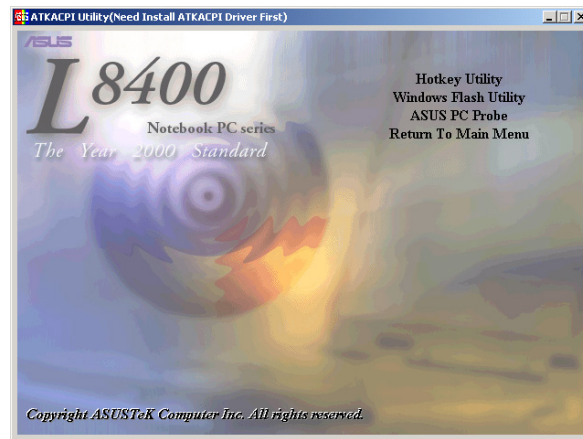 ATKACPI Utility(Need Install ATKACPI Driver First)
ASUS
L8400
Notebook PC series
The Year 2000 Standard
Hotkey Utility
Windows Flash Utility
ASUS PC Probe
Return To Main Menu
Copyright ASUSTeK Computer Inc. All rights reserved.